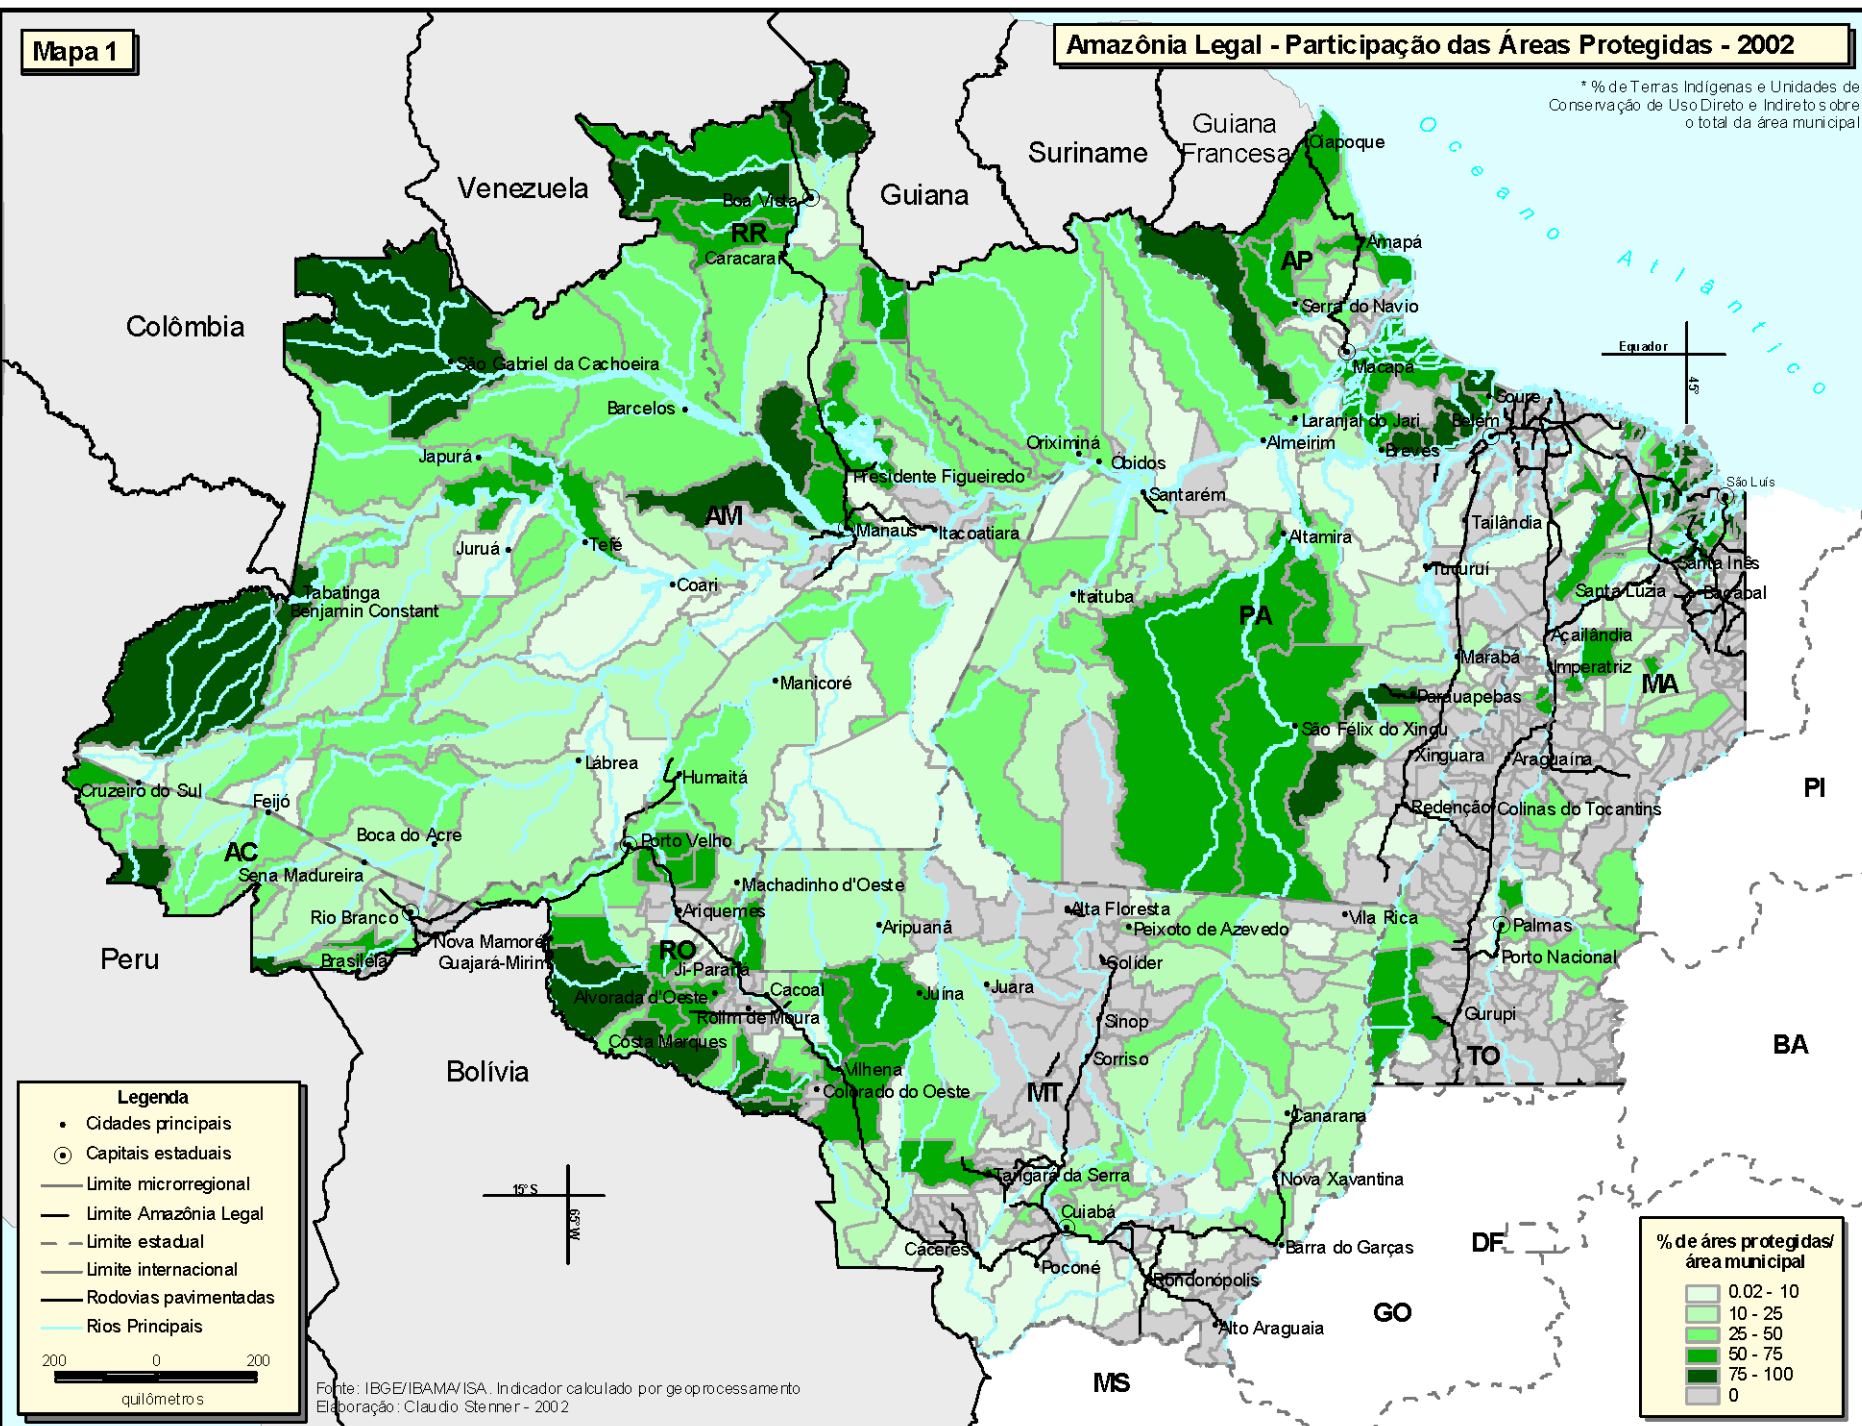 Mapa 1
Amazônia Legal - Participação das Áreas Protegidas - 2002
* % de Terras Indígenas e Unidades de
Conservação de Uso Direto e Indireto sobre
o total da área municipal
Oceano Atlântico
Venezuela
Guiana
Suriname
Guiana
Francesa
Colômbia
Peru
Bolívia
Equador
45°
15°S
65°W
RR
AP
AM
PA
MA
AC
RO
MT
TO
PI
BA
DF
GO
MS
Oiapoque
Boa Vista
Caracaraí
Amapá
Serra do Navio
Macapá
São Gabriel da Cachoeira
Barcelos
Soure
Laranjal do Jari
Belém
Oriximiná
Almeirim
Breves
Japurá
Óbidos
Presidente Figueiredo
Santarém
São Luís
Manaus
Itacoatiara
Tailândia
Altamira
Juruá
Tefé
Tucuruí
Santa Inês
Coari
Itaituba
Santa Luzia
Bacabal
Tabatinga
Benjamin Constant
Açailândia
Marabá
Imperatriz
Manicoré
Parauapebas
São Félix do Xingu
Xinguara
Araguaína
Lábrea
Humaitá
Cruzeiro do Sul
Feijó
Redenção
Colinas do Tocantins
Boca do Acre
Porto Velho
Sena Madureira
Machadinho d'Oeste
Rio Branco
Ariquemes
Alta Floresta
Vila Rica
Aripuanã
Peixoto de Azevedo
Palmas
Nova Mamoré
Guajará-Mirim
Brasiléia
Ji-Paraná
Colíder
Porto Nacional
Alvorada d'Oeste
Cacoal
Juína
Juara
Rolim de Moura
Sinop
Gurupi
Costa Marques
Sorriso
Vilhena
Colorado do Oeste
Canarana
Tangará da Serra
Nova Xavantina
Cuiabá
Cáceres
Barra do Garças
Poconé
Rondonópolis
Alto Araguaia
Legenda
Cidades principais
Capitais estaduais
Limite microrregional
Limite Amazônia Legal
Limite estadual
Limite internacional
Rodovias pavimentadas
Rios Principais
200 0 200
quilômetros
Fonte: IBGE/IBAMA/ISA. Indicador calculado por geoprocessamento
Elaboração: Claudio Stenner - 2002
% de áres protegidas/
área municipal
0.02 - 10
10 - 25
25 - 50
50 - 75
75 - 100
0